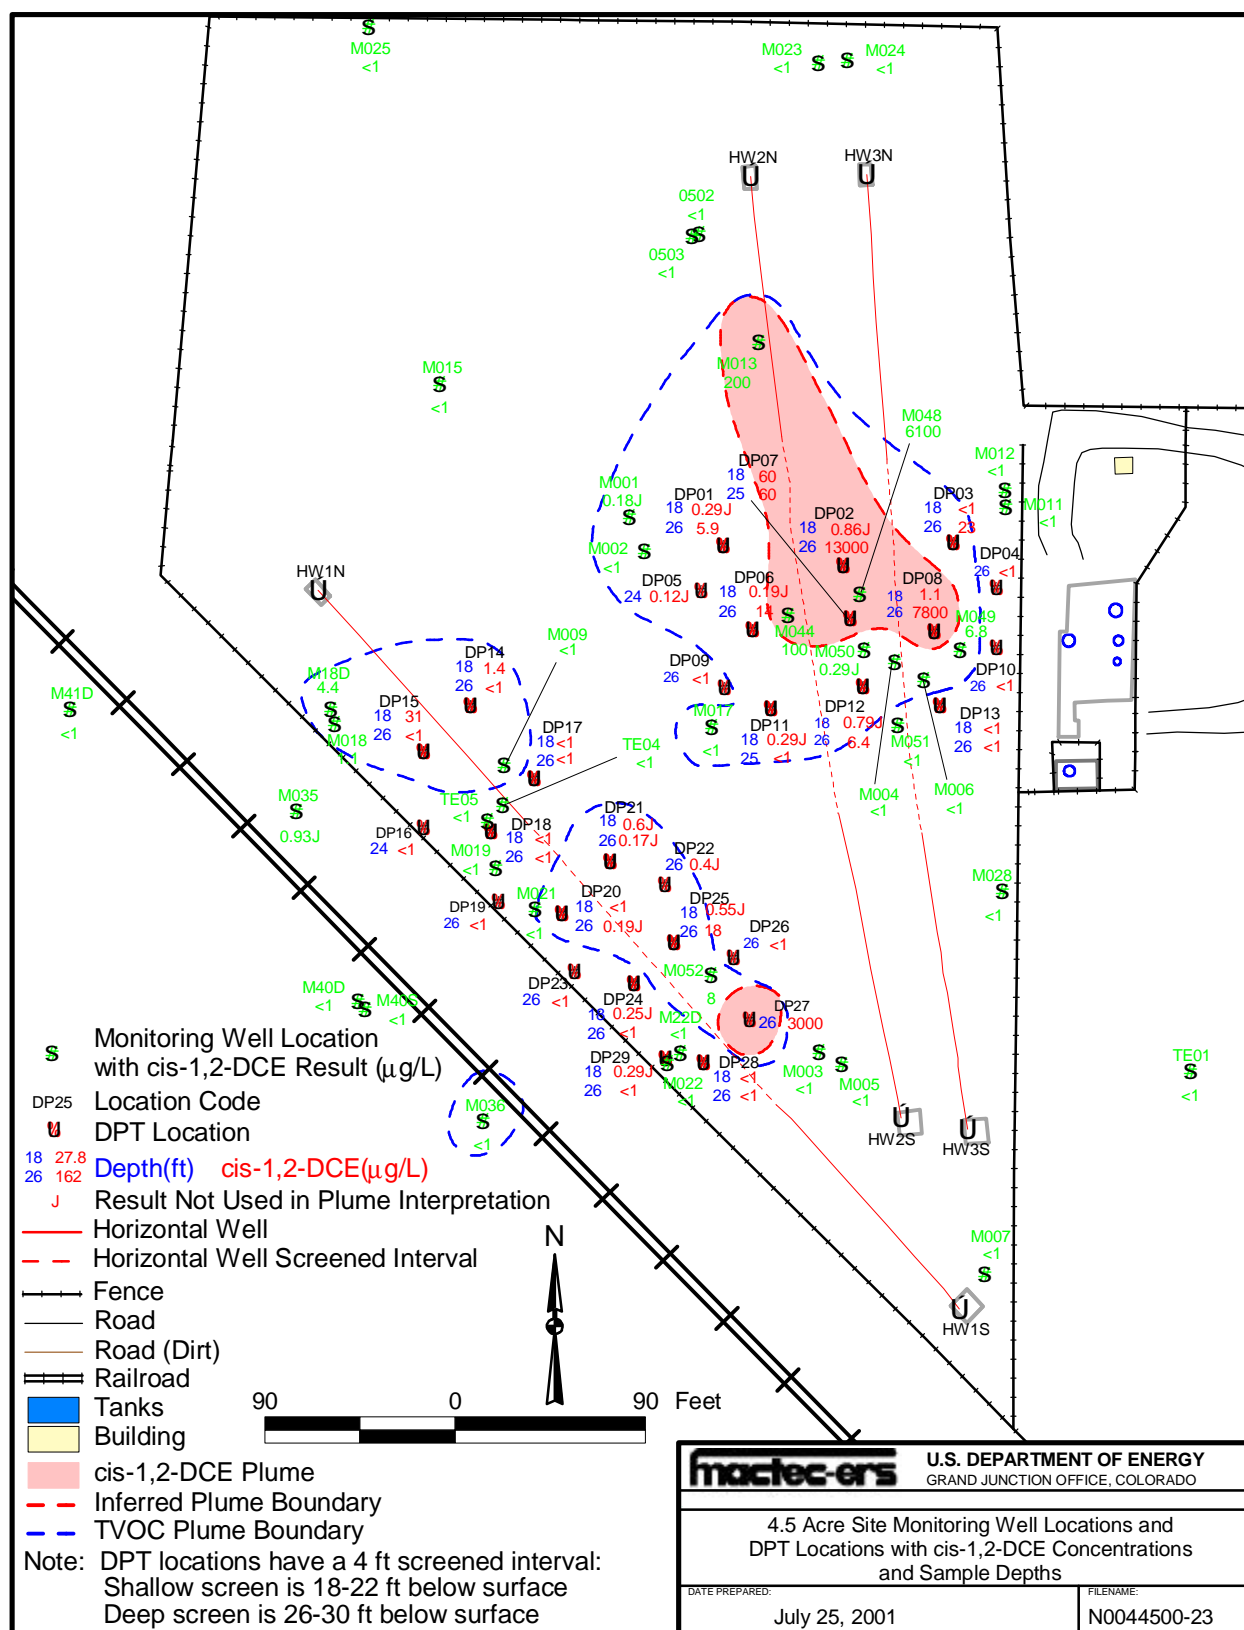 M025
<1
M023
<1
M024
<1
HW2N
HW3N
0502
<1
0503
<1
M015
<1
M013
200
M048
6100
M012
<1
M011
<1
DP07
18 60
25 60
M001
0.18J
DP01
18 0.29J
26 5.9
DP02
18 0.86J
26 13000
DP03
18 <1
26 23
M002
<1
DP04
26 <1
HW1N
DP05
24 0.12J
DP06
18 0.19J
26 14
DP08
18 1.1
26 7800
M044
100
M049
6.8
M050
0.29J
M009
<1
DP14
18 1.4
26 <1
DP09
26 <1
DP10
26 <1
M18D
4.4
M41D
<1
DP15
18 31
26 <1
M018
DP17
18 <1
26 <1
TE04
<1
M017
<1
DP11
18 0.29J
25 <1
DP12
18 0.79J
26 6.4
M051
<1
DP13
18 <1
26 <1
M004
<1
M006
<1
M035
0.93J
TE05
<1
DP16
24 <1
DP18
18 <1
26 <1
M019
<1
DP21
18 0.6J
26 0.17J
DP22
26 0.4J
M028
<1
DP19
26 <1
M021
<1
DP20
18 <1
26 0.19J
DP25
18 0.55J
26 18
DP26
26 <1
M052
8
DP23
26 <1
DP24
18 0.25J
26 <1
M40D
<1
M40S
<1
M22D
<1
DP27
26 3000
DP29
18 0.29J
26 <1
M022
<1
DP28
18 <1
26 <1
M003
<1
M005
<1
TE01
<1
M036
<1
HW2S
HW3S
M007
<1
HW1S
Monitoring Well Location
with cis-1,2-DCE Result (µg/L)
DP25 Location Code
DPT Location
18 27.8
26 162
Depth(ft) cis-1,2-DCE(µg/L)
J Result Not Used in Plume Interpretation
Horizontal Well
Horizontal Well Screened Interval
Fence
Road
Road (Dirt)
Railroad
Tanks
Building
cis-1,2-DCE Plume
Inferred Plume Boundary
TVOC Plume Boundary
Note: DPT locations have a 4 ft screened interval:
Shallow screen is 18-22 ft below surface
Deep screen is 26-30 ft below surface
N
90 0 90 Feet
mactec-ers
U.S. DEPARTMENT OF ENERGY
GRAND JUNCTION OFFICE, COLORADO
4.5 Acre Site Monitoring Well Locations and
DPT Locations with cis-1,2-DCE Concentrations
and Sample Depths
DATE PREPARED:
July 25, 2001
FILENAME:
N0044500-23